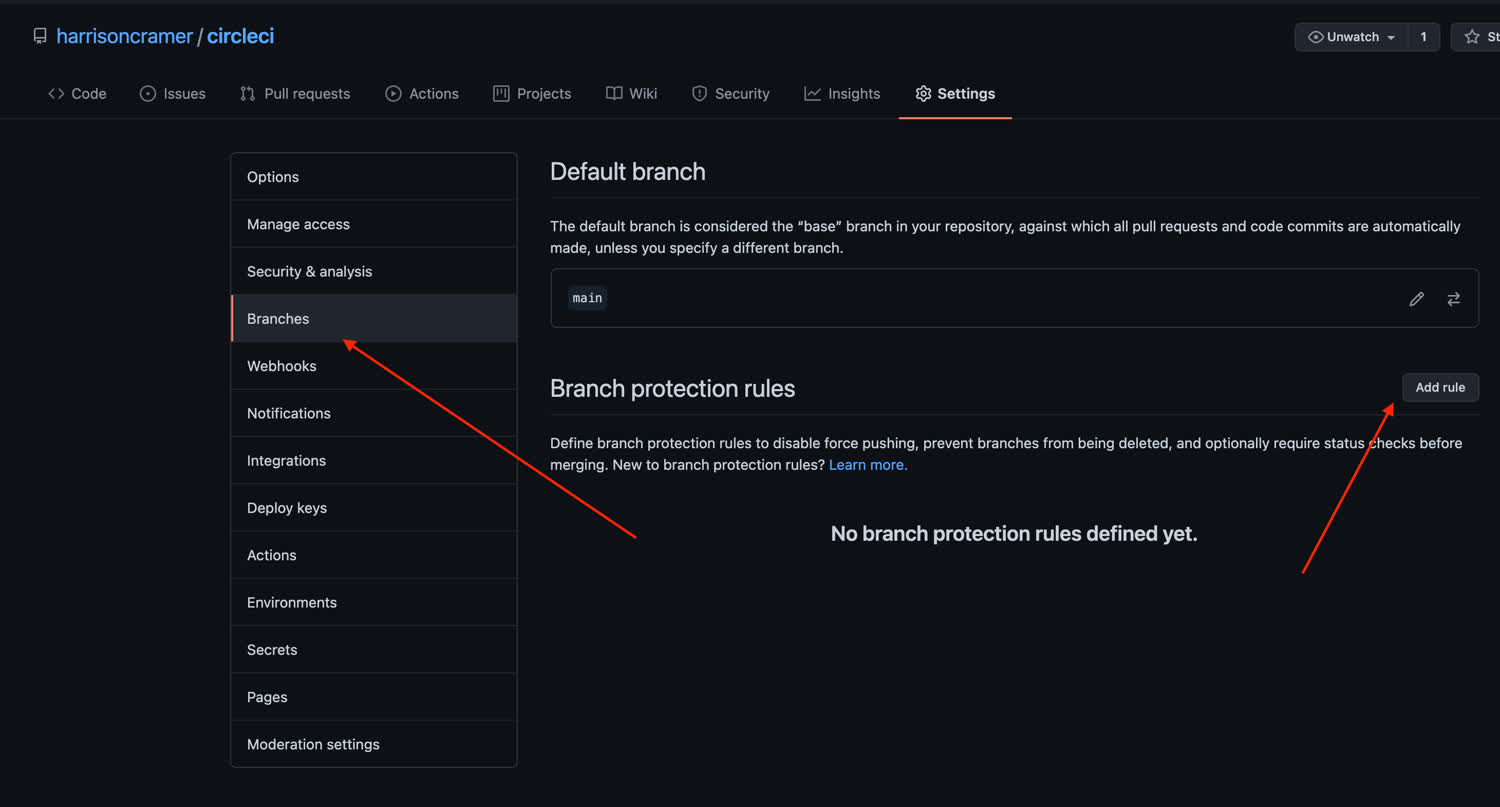 harrisoncramer / circleci
Unwatch 1
Code Issues Pull requests Actions Projects Wiki Security Insights Settings
Options
Manage access
Security & analysis
Branches
Webhooks
Notifications
Integrations
Deploy keys
Actions
Environments
Secrets
Pages
Moderation settings
Default branch
The default branch is considered the “base” branch in your repository, against which all pull requests and code commits are automatically
made, unless you specify a different branch.
main
Branch protection rules
Add rule
Define branch protection rules to disable force pushing, prevent branches from being deleted, and optionally require status checks before
merging. New to branch protection rules? Learn more.
No branch protection rules defined yet.